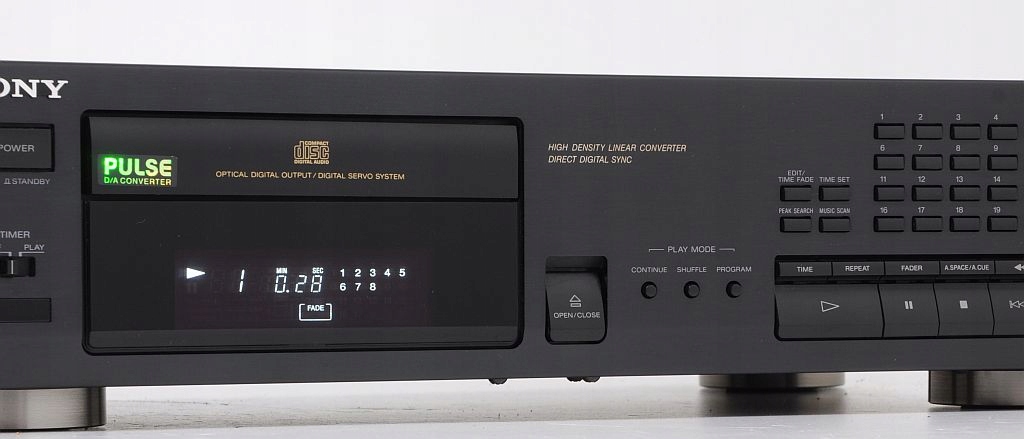 ONY
POWER
STANDBY
TIMER
PLAY
PULSE
D/A CONVERTER
COMPACT
disc
DIGITAL AUDIO
OPTICAL DIGITAL OUTPUT / DIGITAL SERVO SYSTEM
MIN SEC
1 0.28
1 2 3 4 5
6 7 8
FADE
HIGH DENSITY LINEAR CONVERTER
DIRECT DIGITAL SYNC
OPEN/CLOSE
PLAY MODE
CONTINUE SHUFFLE PROGRAM
EDIT/
TIME FADE TIME SET
PEAK SEARCH MUSIC SCAN
1 2 3 4
6 7 8 9
11 12 13 14
16 17 18 19
TIME REPEAT FADER A.SPACE/A.CUE